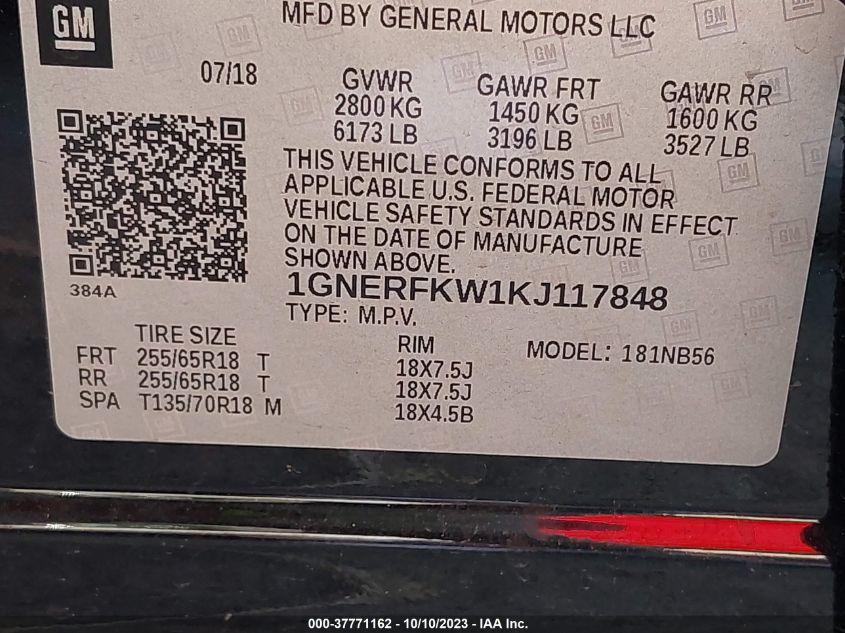 GM
MFD BY GENERAL MOTORS LLC
07/18 GVWR GAWR FRT GAWR RR
2800 KG 1450 KG 1600 KG
6173 LB 3196 LB 3527 LB
THIS VEHICLE CONFORMS TO ALL
APPLICABLE U.S. FEDERAL MOTOR
VEHICLE SAFETY STANDARDS IN EFFECT
ON THE DATE OF MANUFACTURE
SHOWN ABOVE.
384A
1GNERFKW1KJ117848
TYPE: M.P.V.
TIRE SIZE RIM MODEL: 181NB56
FRT 255/65R18 T 18X7.5J
RR 255/65R18 T 18X7.5J
SPA T135/70R18 M 18X4.5B
000-37771162 - 10/10/2023 - IAA Inc.